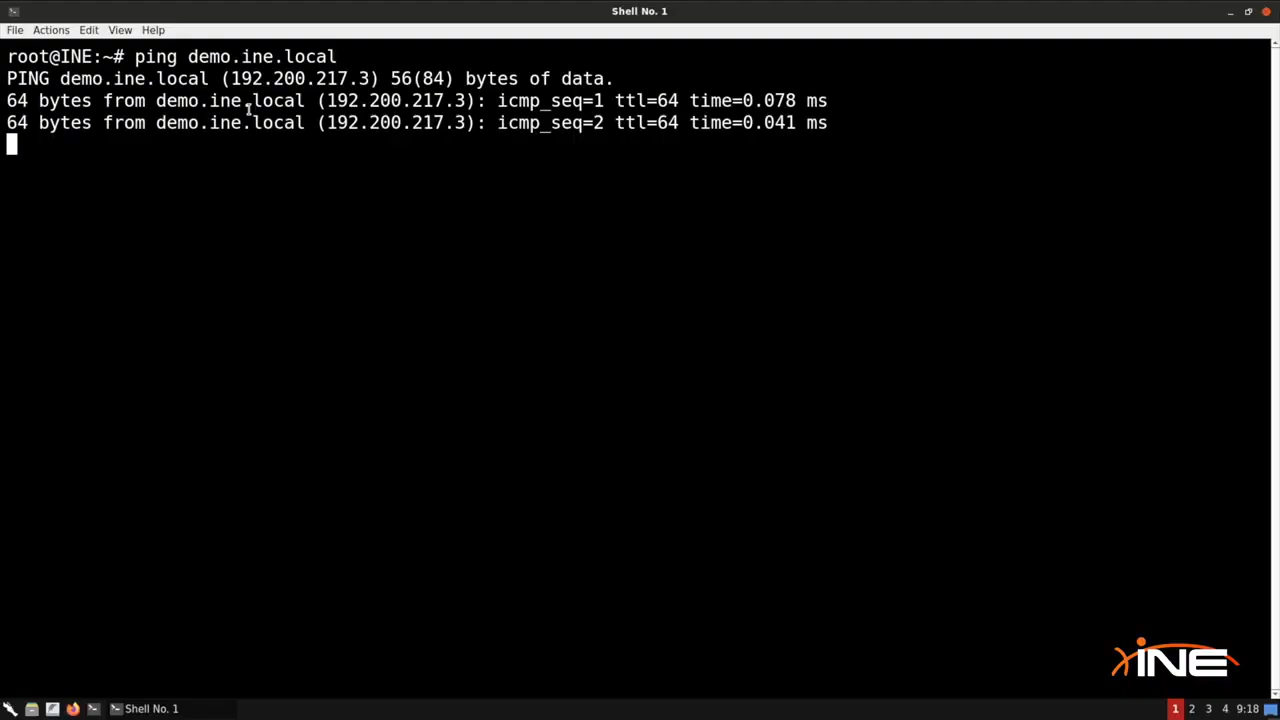 Shell No. 1
File Actions Edit View Help
root@INE:~# ping demo.ine.local
PING demo.ine.local (192.200.217.3) 56(84) bytes of data.
64 bytes from demo.ine.local (192.200.217.3): icmp_seq=1 ttl=64 time=0.078 ms
64 bytes from demo.ine.local (192.200.217.3): icmp_seq=2 ttl=64 time=0.041 ms
INE
Shell No. 1
1 2 3 4 9:18